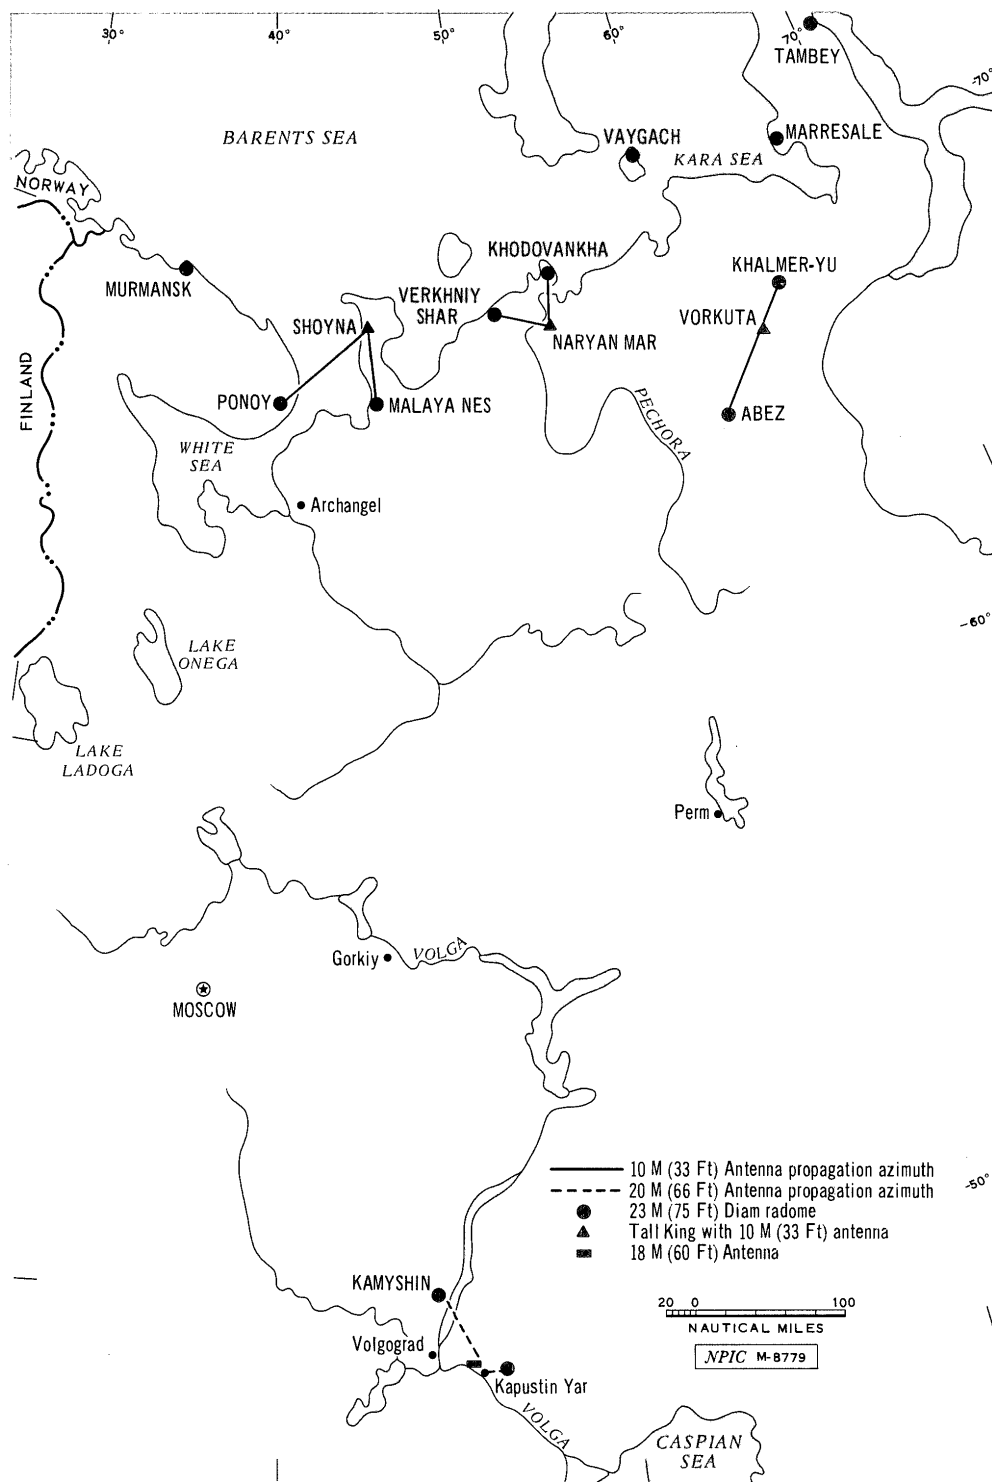 30°
40°
50°
60°
70°
TAMBEY
-70°
BARENTS SEA
MARRESALE
VAYGACH
KARA SEA
NORWAY
KHODOVANKHA
KHALMER-YU
MURMANSK
VERKHNIY
SHAR
SHOYNA
VORKUTA
NARYAN MAR
FINLAND
PONOY
MALAYA NES
PECHORA
ABEZ
WHITE
SEA
Archangel
-60°
LAKE
ONEGA
LAKE
LADOGA
Perm
Gorkiy
VOLGA
MOSCOW
10 M (33 Ft) Antenna propagation azimuth
20 M (66 Ft) Antenna propagation azimuth
23 M (75 Ft) Diam radome
Tall King with 10 M (33 Ft) antenna
18 M (60 Ft) Antenna
-50°
KAMYSHIN
20 0 100
NAUTICAL MILES
NPIC M-8779
Volgograd
Kapustin Yar
VOLGA
CASPIAN
SEA